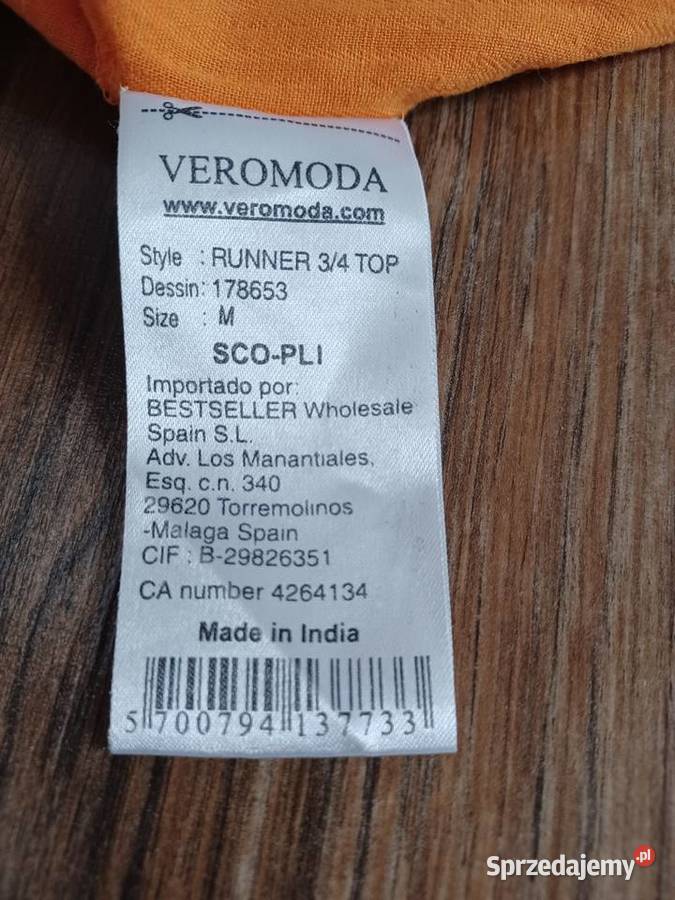 VEROMODA
www.veromoda.com
Style : RUNNER 3/4 TOP
Dessin: 178653
Size : M
SCO-PLI
Importado por:
BESTSELLER Wholesale
Spain S.L.
Adv. Los Manantiales,
Esq. c.n. 340
29620 Torremolinos
-Malaga Spain
CIF : B-29826351
CA number 4264134
Made in India
5 700794 137733
Sprzedajemy.pl